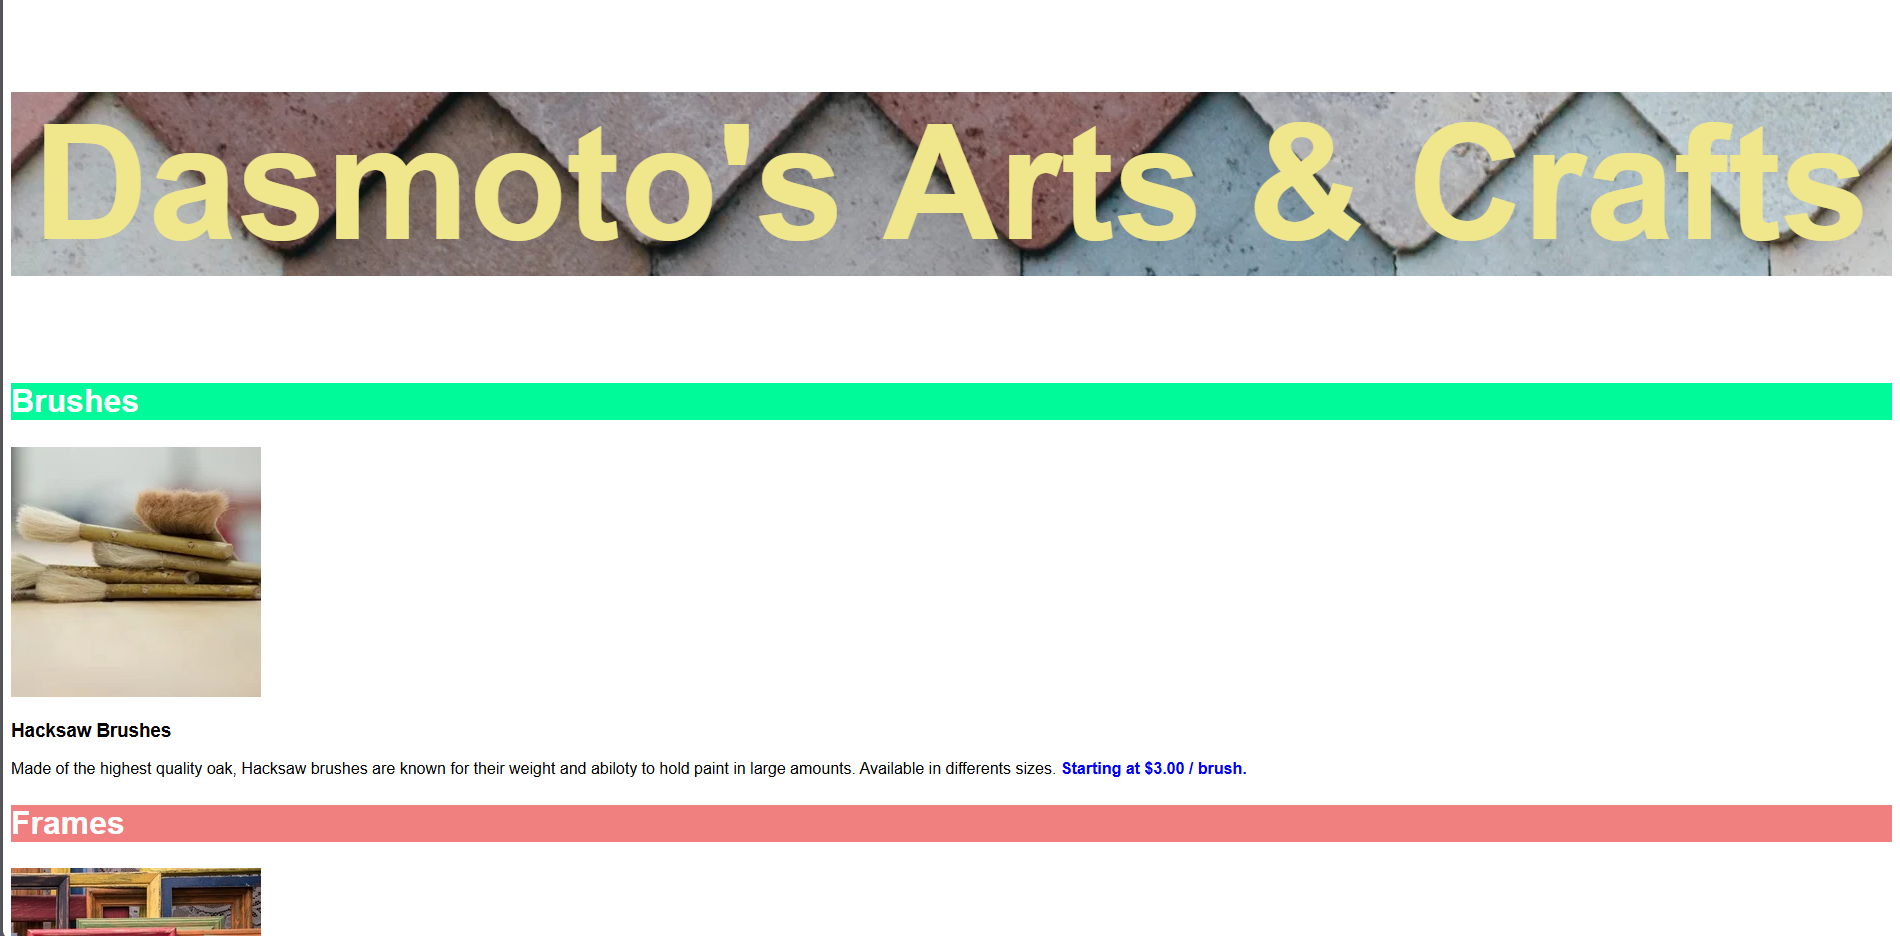 Dasmoto's Arts & Crafts
Brushes
Hacksaw Brushes
Made of the highest quality oak, Hacksaw brushes are known for their weight and abiloty to hold paint in large amounts. Available in differents sizes. Starting at $3.00 / brush.
Frames